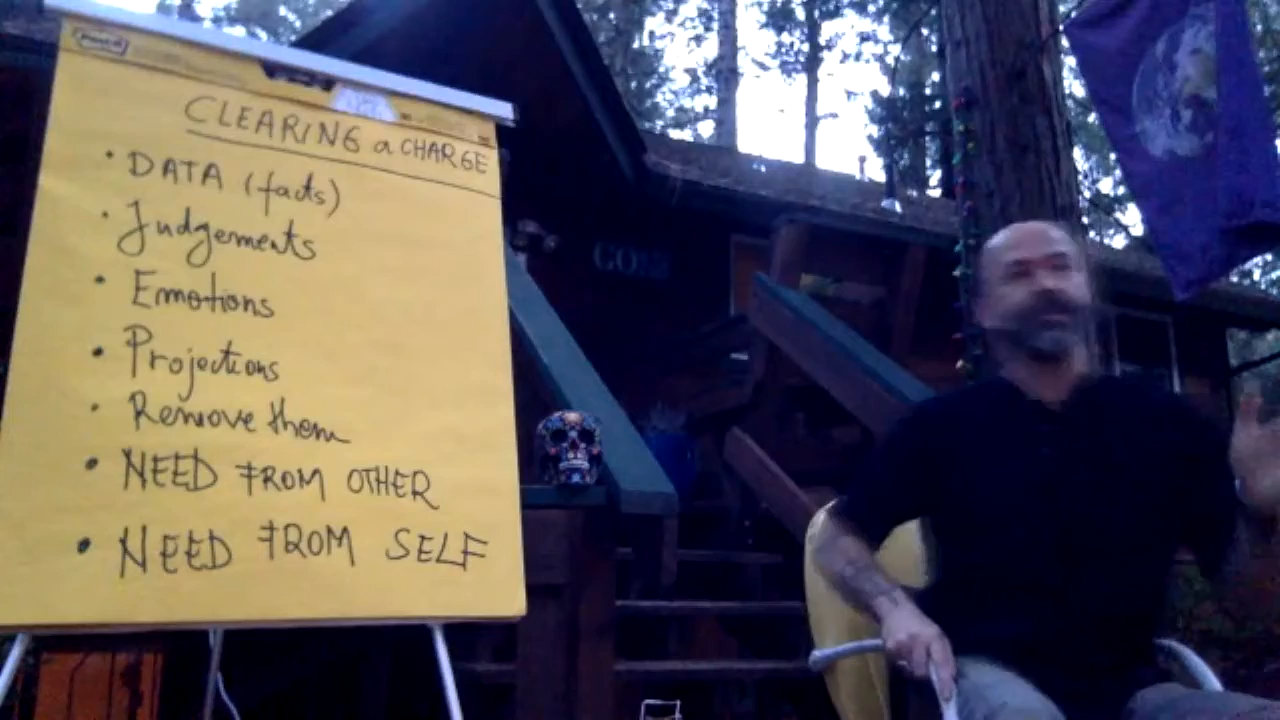 CLEARING a CHARGE
• DATA (facts)
• Judgements
• Emotions
• Projections
• Remove them
• NEED FROM OTHER
• NEED FROM SELF